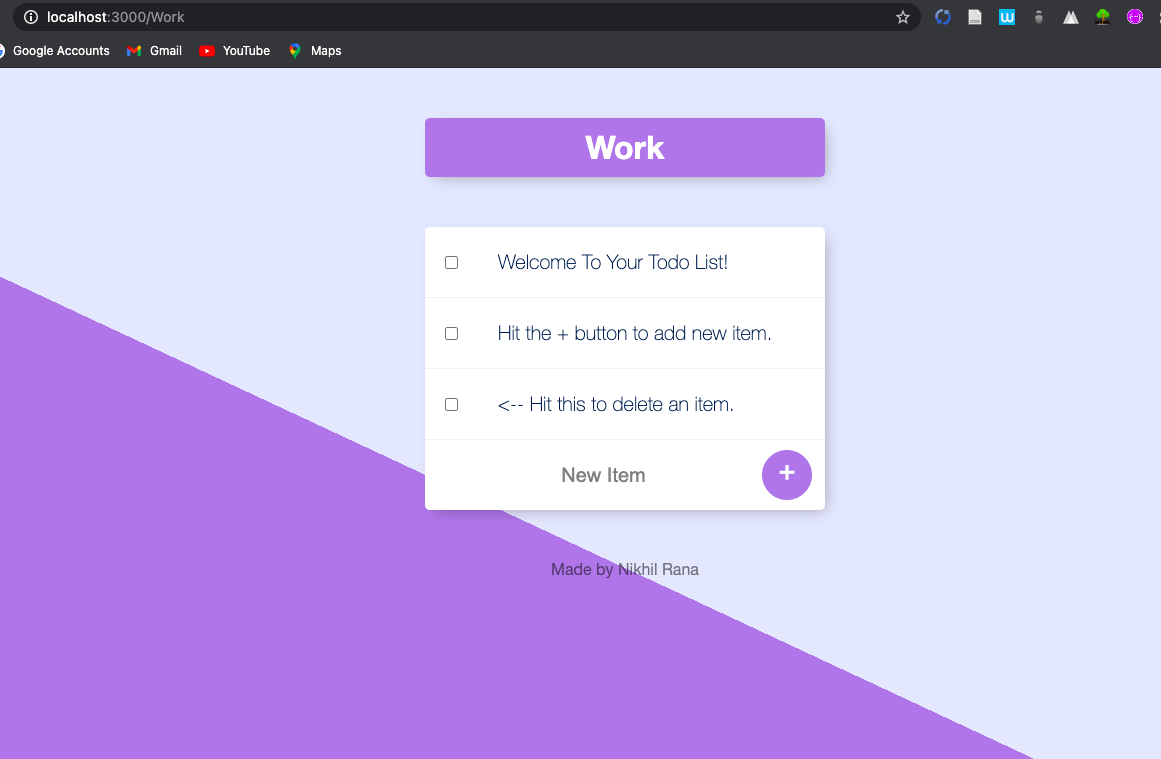 localhost:3000/Work
Google Accounts Gmail YouTube Maps
Work
Welcome To Your Todo List!
Hit the + button to add new item.
<-- Hit this to delete an item.
New Item +
Made by Nikhil Rana